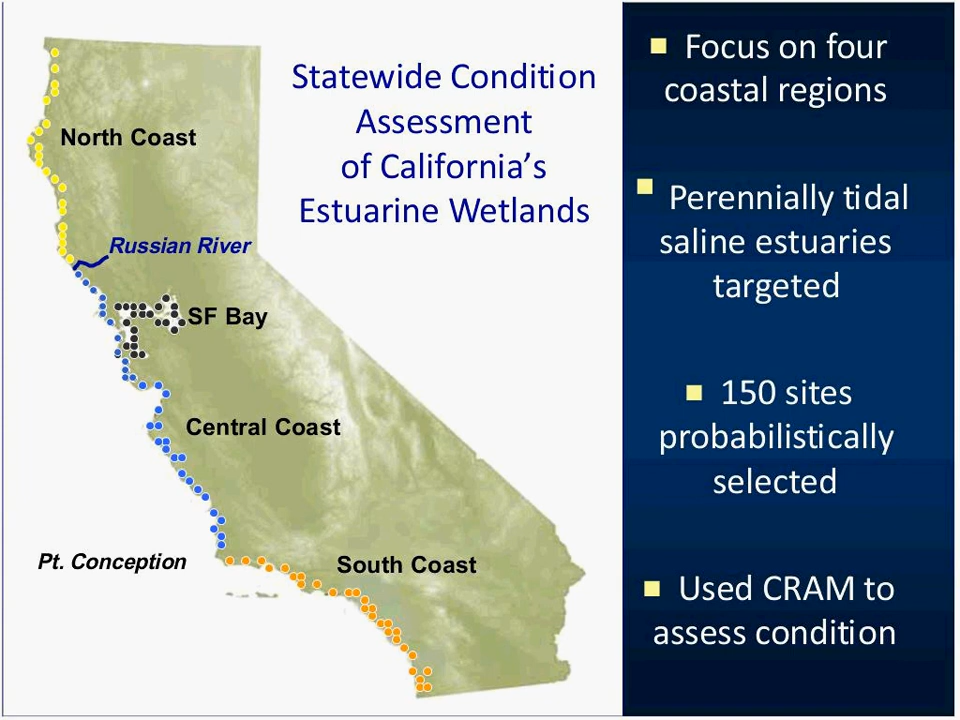 Statewide Condition
Assessment
of California's
Estuarine Wetlands
North Coast
Russian River
SF Bay
Central Coast
Pt. Conception
South Coast
▪ Focus on four
coastal regions
▪ Perennially tidal
saline estuaries
targeted
▪ 150 sites
probabilistically
selected
▪ Used CRAM to
assess condition